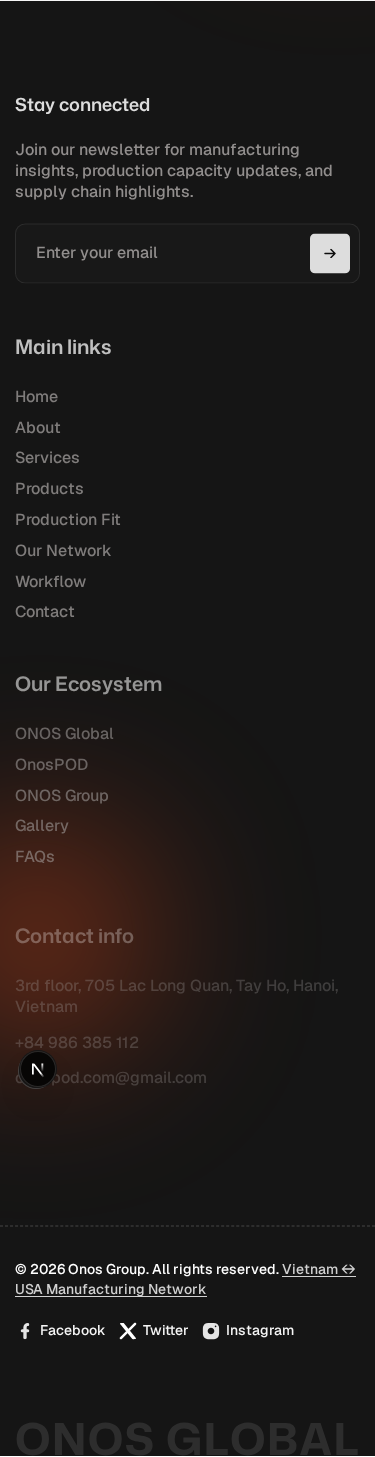 Stay connected
Join our newsletter for manufacturing
insights, production capacity updates, and
supply chain highlights.
Enter your email
→
Main links
Home
About
Services
Products
Production Fit
Our Network
Workflow
Contact
Our Ecosystem
ONOS Global
OnosPOD
ONOS Group
Gallery
FAQs
Contact info
3rd floor, 705 Lac Long Quan, Tay Ho, Hanoi,
Vietnam
+84 986 385 112
N
pod.com@gmail.com
© 2026 Onos Group. All rights reserved. Vietnam ↔
USA Manufacturing Network
Facebook X Twitter Instagram
ONOS GLOBAL